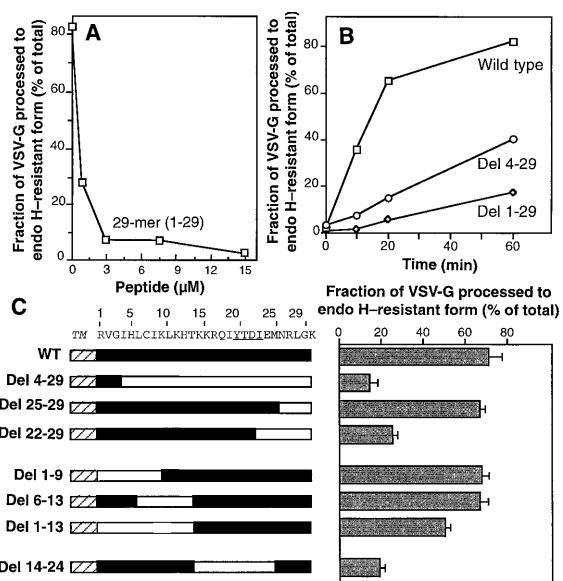 A
Fraction of VSV-G processed to
endo H–resistant form (% of total)
80
60
40
20
0
29-mer (1-29)
0 3 6 9 12 15
Peptide (µM)
B
Fraction of VSV-G processed to
endo H–resistant form (% of total)
80
60
40
20
0
Wild type
Del 4-29
Del 1-29
0 20 40 60
Time (min)
C
Fraction of VSV-G processed to
endo H–resistant form (% of total)
1 5 10 15 20 25 29
0 20 40 60 80
TM RVGIHLCIKLKHTKKRQIYTDIEMNRLGK
WT
Del 4-29
Del 25-29
Del 22-29
Del 1-9
Del 6-13
Del 1-13
Del 14-24